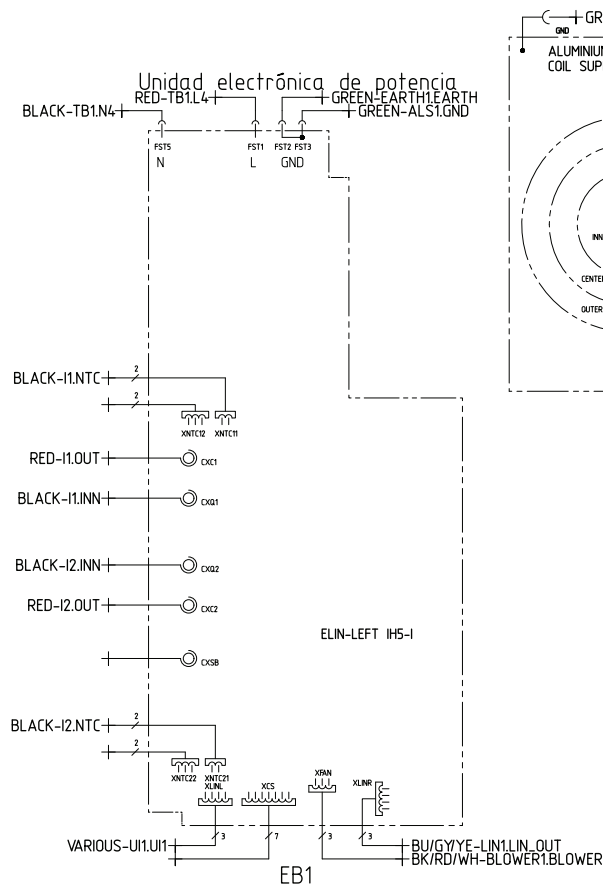 GR
GND
ALUMINIUM
COIL SUP
Unidad electrónica de potencia
RED-TB1.L4
GREEN-EARTH1.EARTH
BLACK-TB1.N4
GREEN-ALS1.GND
FST5
FST1
FST2
FST3
N
L
GND
INN
CENTE
OUTER
BLACK-I1.NTC
2
2
XNTC12
XNTC11
RED-I1.OUT
CXC1
BLACK-I1.INN
CXQ1
BLACK-I2.INN
CXQ2
RED-I2.OUT
CXC2
ELIN-LEFT IH5-I
CXSB
BLACK-I2.NTC
2
2
XNTC22
XNTC21
XLINL
XCS
XFAN
XLINR
3
7
3
3
VARIOUS-UI1.UI1
BU/GY/YE-LIN1.LIN_OUT
BK/RD/WH-BLOWER1.BLOWER
EB1